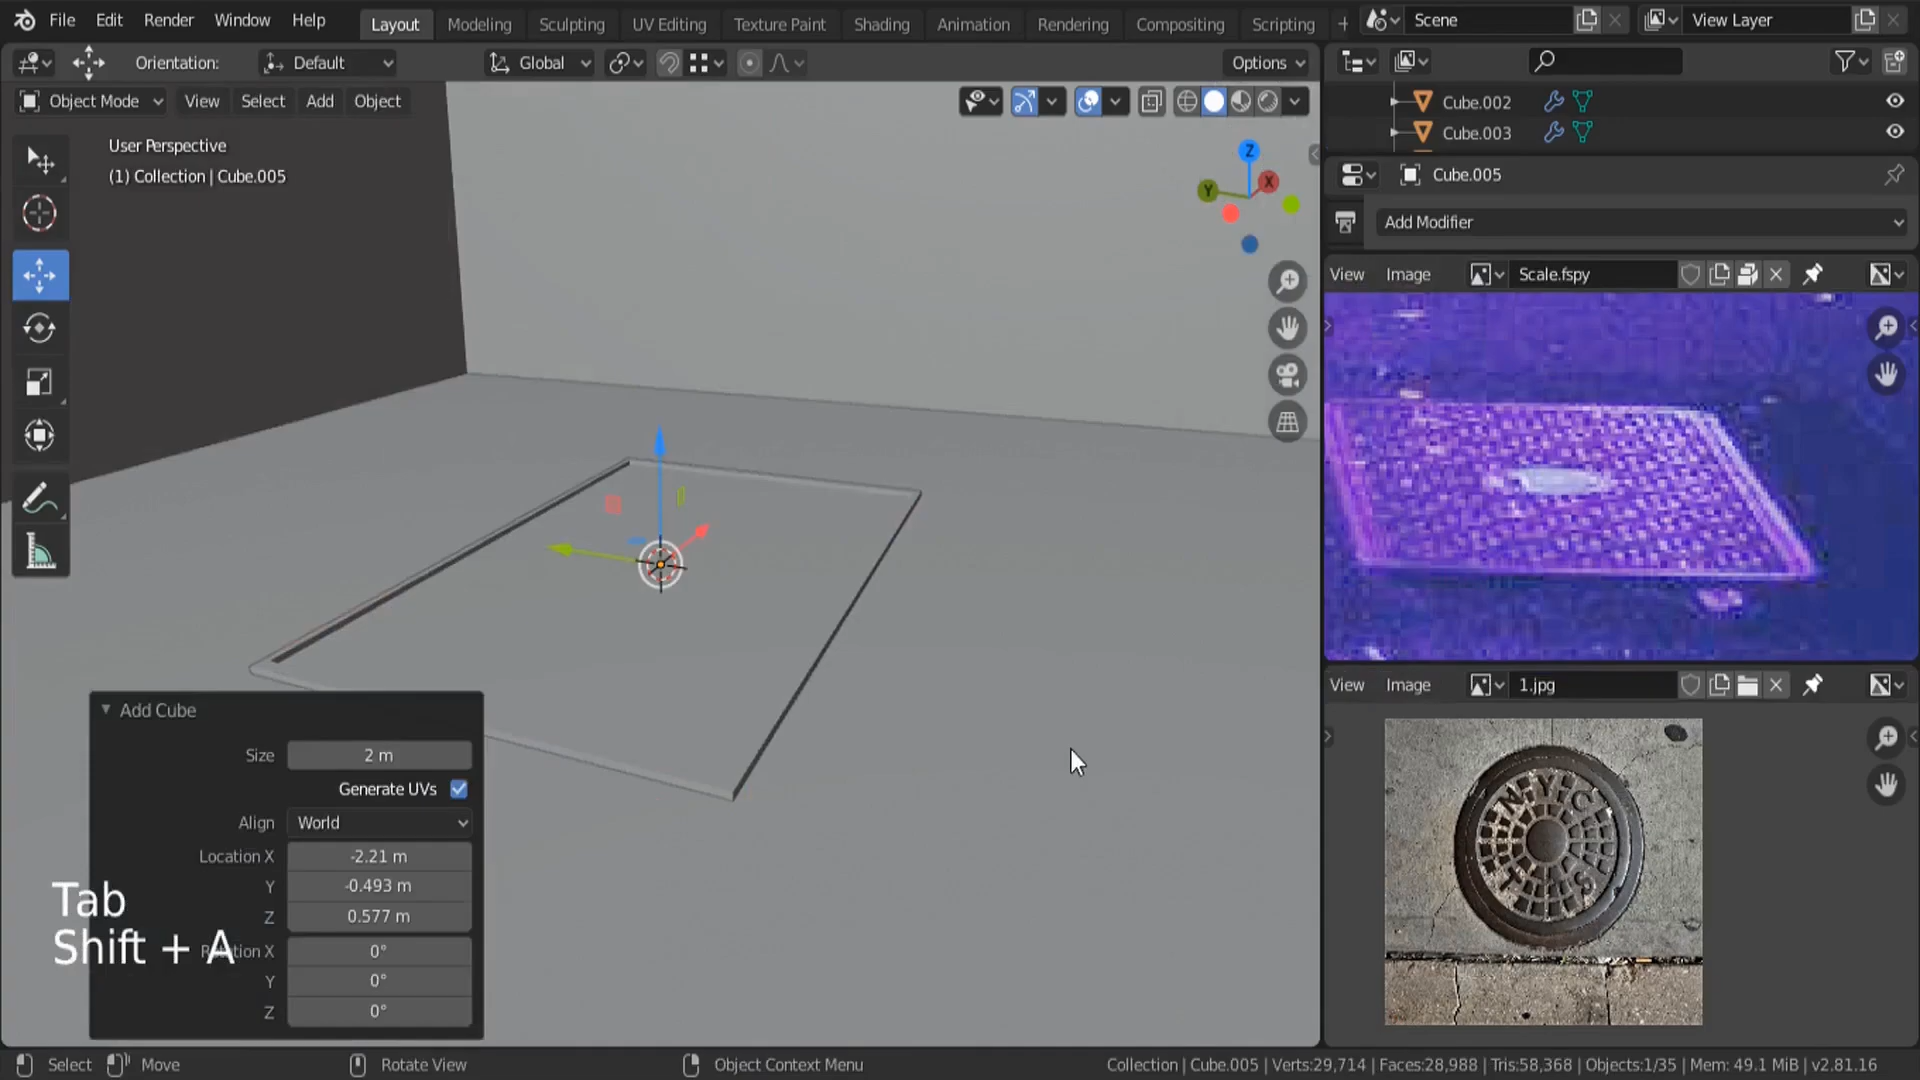 File Edit Render Window Help
Layout Modeling Sculpting UV Editing Texture Paint Shading Animation Rendering Compositing Scripting +
Scene
View Layer
Orientation: Default
Global
Options
Object Mode View Select Add Object
User Perspective
(1) Collection | Cube.005
Z
Y
X
Cube.002
Cube.003
Cube.005
Add Modifier
View Image Scale.fspy
View Image 1.jpg
N.Y.C
Add Cube
Size 2 m
Generate UVs
Align World
Location X -2.21 m
Y -0.493 m
Z 0.577 m
Rotation X 0°
Y 0°
Z 0°
Tab
Shift + A
Select Move Rotate View Object Context Menu
Collection | Cube.005 | Verts:29,714 | Faces:28,988 | Tris:58,368 | Objects:1/35 | Mem: 49.1 MiB | v2.81.16